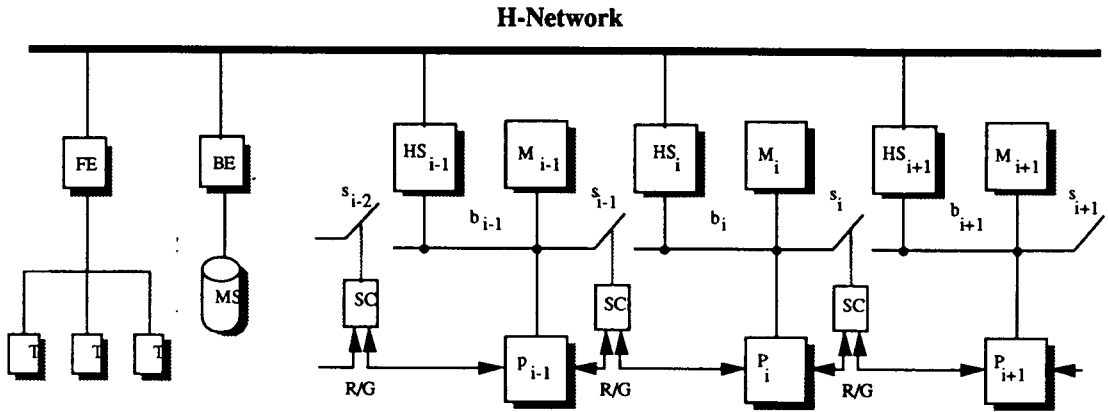 H-Network
FE
BE
HS i-1
M i-1
HS i
M i
HS i+1
M i+1
s i-2
b i-1
s i-1
b i
s i
b i+1
s i+1
MS
SC
SC
SC
T
T
T
R/G
p i-1
R/G
P i
R/G
P i+1